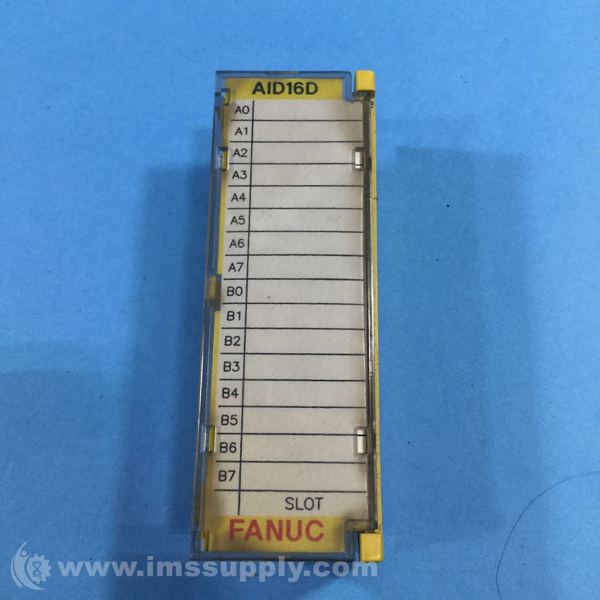 AID16D
A0
A1
A2
A3
A4
A5
A6
A7
B0
B1
B2
B3
B4
B5
B6
B7
SLOT
FANUC
www.imssupply.com